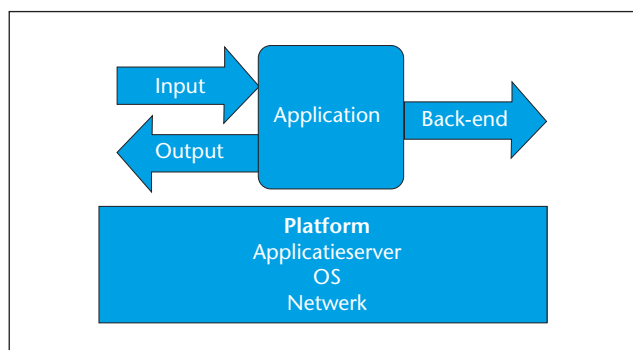 Input
Application
Back-end
Output
Platform
Applicatieserver
OS
Netwerk